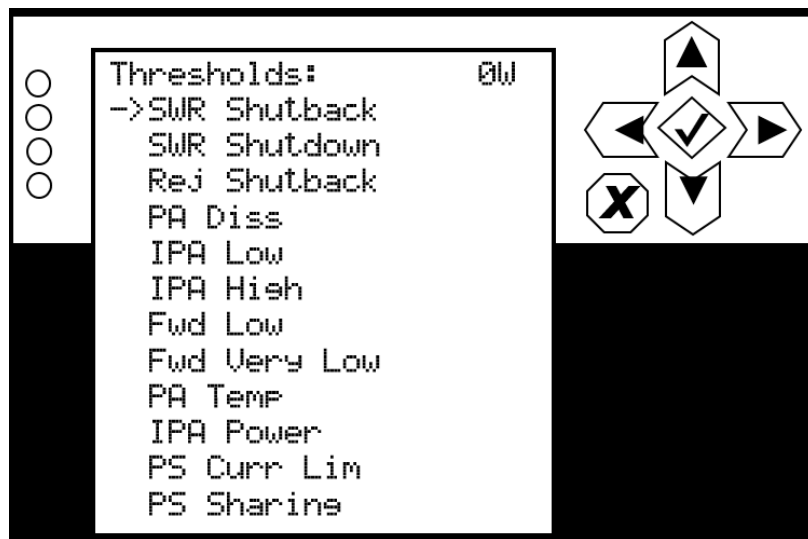 Thresholds: 0W
->SWR Shutback
SWR Shutdown
Rej Shutback
PA Diss
IPA Low
IPA High
Fwd Low
Fwd Very Low
PA Temp
IPA Power
PS Curr Lim
PS Sharing
X